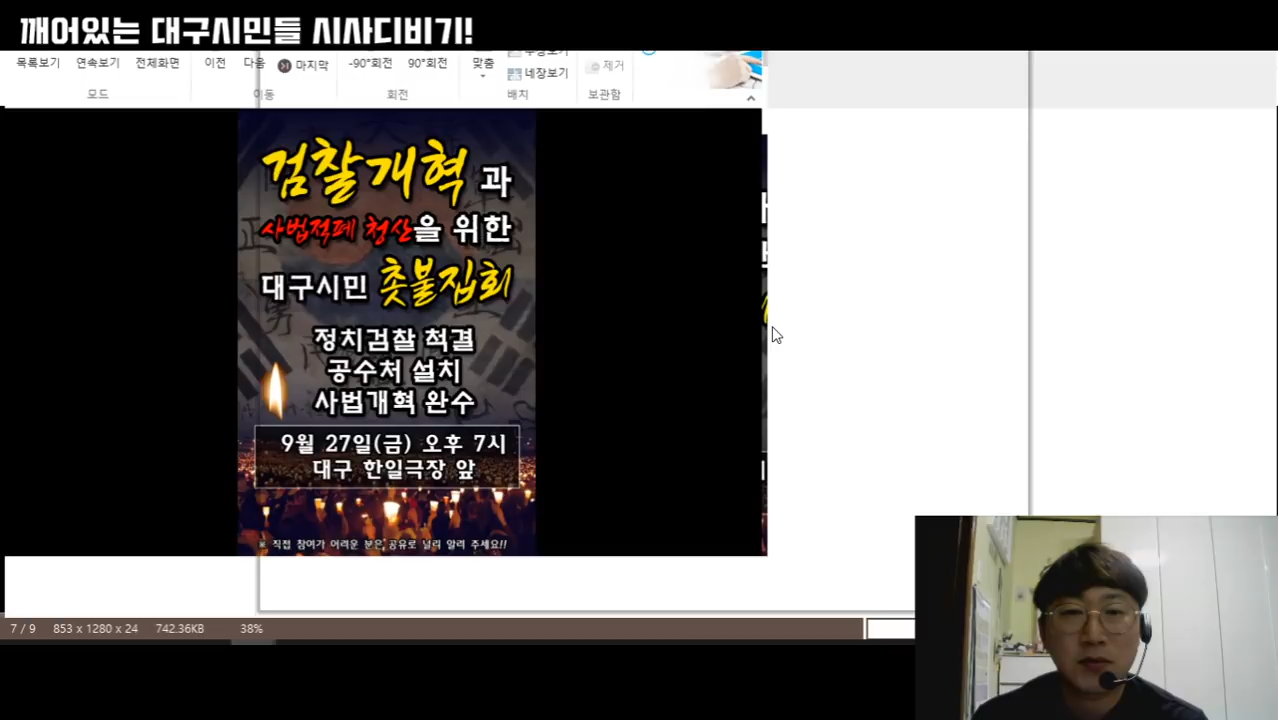 깨어있는 대구시민들 시사디비기!
목록보기 연속보기 전체화면 이전 다음 마지막 -90°회전 90°회전 맞춤 네장보기 제거
모드 이동 회전 배치 보관함
검찰개혁 과
사법적폐 청산을 위한
대구시민 촛불집회
정치검찰 척결
공수처 설치
사법개혁 완수
9월 27일(금) 오후 7시
대구 한일극장 앞
※ 직접 참여가 어려운 분은 공유로 널리 알려 주세요!!
7 / 9 853 x 1280 x 24 742.36KB 38%